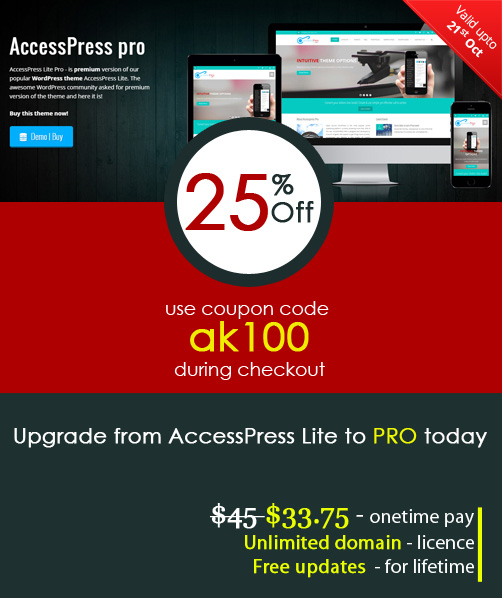 AccessPress pro
Valid upto
21st Oct
AccessPress Lite Pro - is premium version of our
popular WordPress theme AccessPress Lite. The
awesome WordPress community asked for premium
version of the theme and here it is!
Buy this theme now!
Demo | Buy
INTUITIVE THEME OPTIONS
25% Off
use coupon code
ak100
during checkout
Upgrade from AccessPress Lite to PRO today
$45 $33.75 - onetime pay
Unlimited domain - licence
Free updates - for lifetime